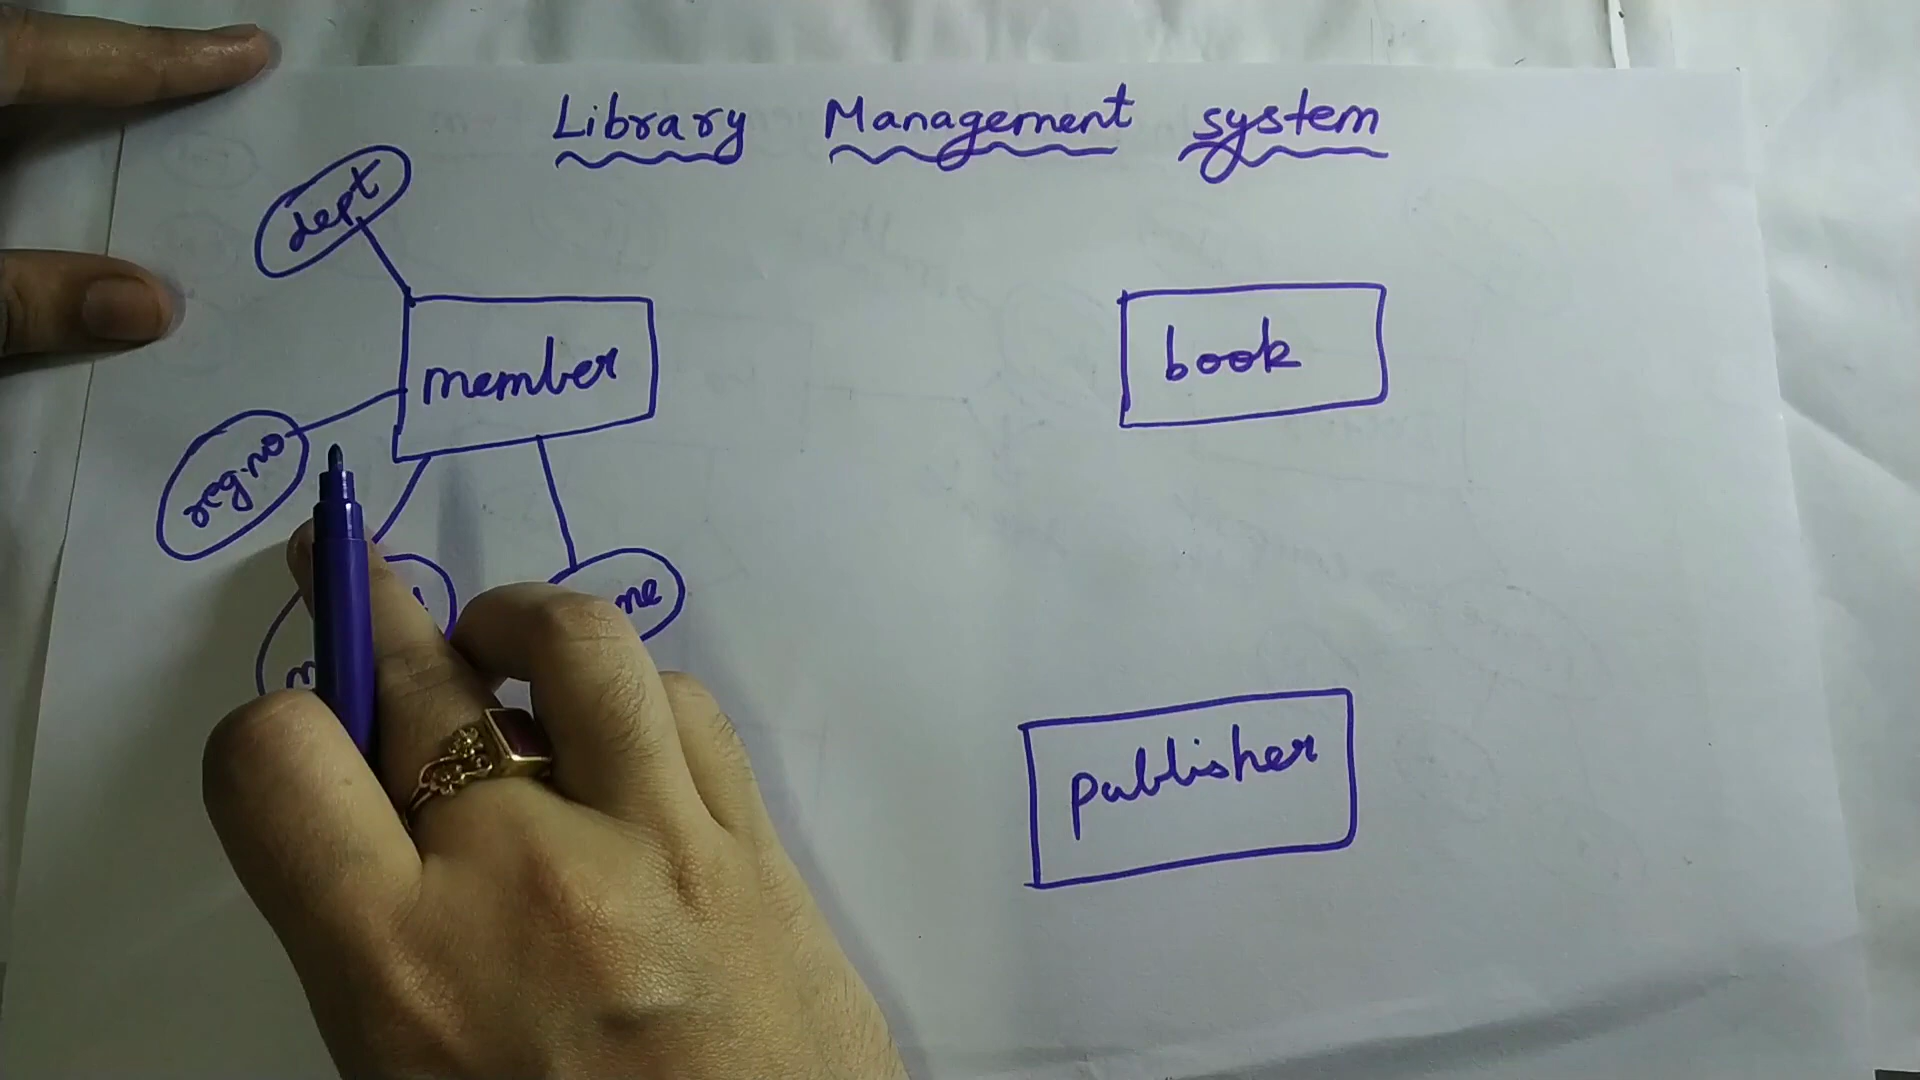 Library Management system
dept
member
book
reg.no
publisher